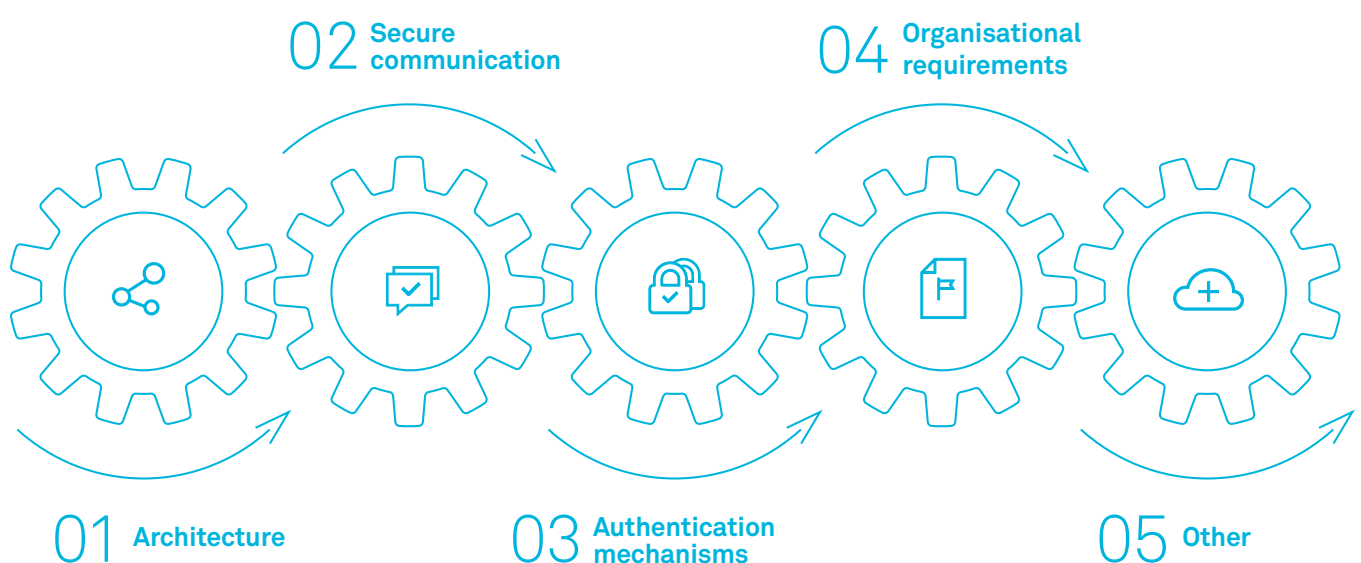 01 Architecture
02 Secure
communication
03 Authentication
mechanisms
04 Organisational
requirements
05 Other